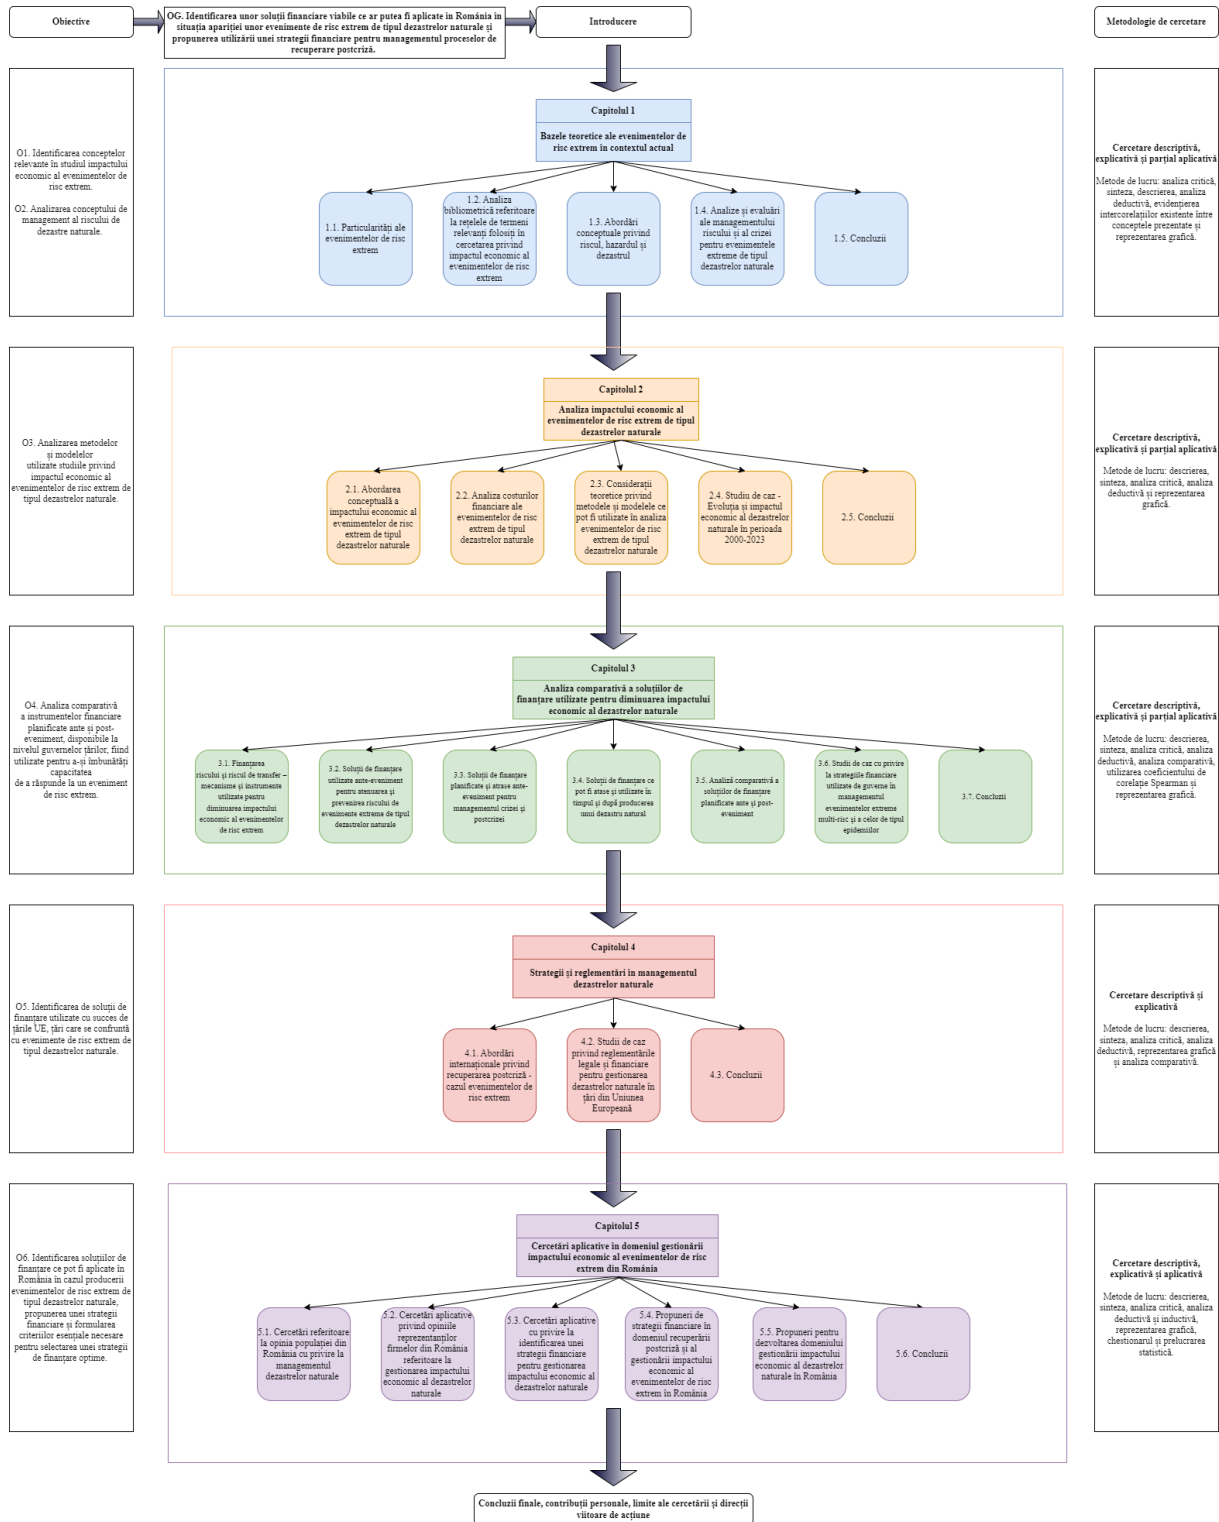 Obiective
OG. Identificarea unor soluții financiare viabile ce ar putea fi aplicate în România în
situația apariției unor evenimente de risc extrem de tipul dezastrelor naturale și
propunerea utilizării unei strategii financiare pentru managementul proceselor de
recuperare postcriză.
Introducere
Metodologie de cercetare
O1. Identificarea conceptelor
relevante în studiul impactului
economic al evenimentelor de
risc extrem.
O2. Analizarea conceptului de
management al riscului de
dezastre naturale.
Capitolul 1
Bazele teoretice ale evenimentelor de
risc extrem în contextul actual
1.1. Particularități ale
evenimentelor de risc
extrem
1.2. Analiza
bibliometrică referitoare
la rețelele de termeni
relevanți folosiți în
cercetarea privind
impactul economic al
evenimentelor de risc
extrem
1.3. Abordări
conceptuale privind
riscul, hazardul și
dezastrul
1.4. Analize și evaluări
ale managementului
riscului și al crizei
pentru evenimentele
extreme de tipul
dezastrelor naturale
1.5. Concluzii
Cercetare descriptivă,
explicativă și parțial aplicativă
Metode de lucru: analiza critică,
sinteza, descrierea, analiza
deductivă, evidențierea
intercorelațiilor existente între
conceptele prezentate și
reprezentarea grafică.
O3. Analizarea metodelor
și modelelor
utilizate studiile privind
impactul economic al
evenimentelor de risc extrem de
tipul dezastrelor naturale.
Capitolul 2
Analiza impactului economic al
evenimentelor de risc extrem de tipul
dezastrelor naturale
2.1. Abordarea
conceptuală a
impactului economic al
evenimentelor de risc
extrem de tipul
dezastrelor naturale
2.2. Analiza costurilor
financiare ale
evenimentelor de risc
extrem de tipul
dezastrelor naturale
2.3. Considerații
teoretice privind
metodele și modelele ce
pot fi utilizate în analiza
evenimentelor de risc
extrem de tipul
dezastrelor naturale
2.4. Studiu de caz -
Evoluția și impactul
economic al dezastrelor
naturale în perioada
2000-2023
2.5. Concluzii
Cercetare descriptivă,
explicativă și parțial aplicativă
Metode de lucru: descrierea,
sinteza, analiza critică, analiza
deductivă și reprezentarea
grafică.
O4. Analiza comparativă
a instrumentelor financiare
planificate ante și post-
eveniment, disponibile la
nivelul guvernelor țărilor, fiind
utilizate pentru a-și îmbunătăți
capacitatea
de a răspunde la un eveniment
de risc extrem.
Capitolul 3
Analiza comparativă a soluțiilor de
finanțare utilizate pentru diminuarea impactului
economic al dezastrelor naturale
3.1. Finanțarea
riscului și riscul de transfer –
mecanisme și instrumente
utilizate pentru
diminuarea impactului
economic al evenimentelor
de risc extrem
3.2. Soluții de finanțare
utilizate ante-eveniment
pentru atenuarea și
prevenirea riscului de
evenimente extreme de tipul
dezastrelor naturale
3.3. Soluții de finanțare
planificate și atrase ante-
eveniment pentru
managementul crizei și
postcrizei
3.4. Soluții de finanțare ce
pot fi atase și utilizate în
timpul și după producerea
unui dezastru natural
3.5. Analiză comparativă a
soluțiilor de finanțare
planificate ante și post-
eveniment
3.6. Studii de caz cu privire
la strategiile financiare
utilizate de guverne în
managementul
evenimentelor extreme
multi-risc și a celor de tipul
epidemiilor
3.7. Concluzii
Cercetare descriptivă,
explicativă și parțial aplicativă
Metode de lucru: descrierea,
sinteza, analiza critică, analiza
deductivă, analiza comparativă,
utilizarea coeficientului de
corelație Spearman și
reprezentarea grafică.
O5. Identificarea de soluții de
finanțare utilizate cu succes de
țările UE, țări care se confruntă
cu evenimente de risc extrem de
tipul dezastrelor naturale.
Capitolul 4
Strategii și reglementări în managementul
dezastrelor naturale
4.1. Abordări
internaționale privind
recuperarea postcriză -
cazul evenimentelor de
risc extrem
4.2. Studii de caz
privind reglementările
legale și financiare
pentru gestionarea
dezastrelor naturale în
țări din Uniunea
Europeană
4.3. Concluzii
Cercetare descriptivă și
explicativă
Metode de lucru: descrierea,
sinteza, analiza critică, analiza
deductivă, reprezentarea grafică
și analiza comparativă.
O6. Identificarea soluțiilor de
finanțare ce pot fi aplicate în
România în cazul producerii
evenimentelor de risc extrem de
tipul dezastrelor naturale,
propunerea unei strategii
financiare și formularea
criteriilor esențiale necesare
pentru selectarea unei strategii
de finanțare optime.
Capitolul 5
Cercetări aplicative în domeniul gestionării
impactului economic al evenimentelor de risc
extrem din România
5.1. Cercetări referitoare
la opinia populației din
România cu privire la
managementul
dezastrelor naturale
5.2. Cercetări aplicative
privind opiniile
reprezentanților
firmelor din România
referitoare la
gestionarea impactului
economic al dezastrelor
naturale
5.3. Cercetări aplicative
cu privire la
identificarea unei
strategii financiare
pentru gestionarea
impactului economic al
dezastrelor naturale
5.4. Propuneri de
strategii financiare în
domeniul recuperării
postcriză și al
gestionării impactului
economic al
evenimentelor de risc
extrem în România
5.5. Propuneri pentru
dezvoltarea domeniului
gestionării impactului
economic al dezastrelor
naturale în România
5.6. Concluzii
Cercetare descriptivă,
explicativă și aplicativă
Metode de lucru: descrierea,
sinteza, analiza critică, analiza
deductivă și inductivă,
reprezentarea grafică,
chestionarul și prelucrarea
statistică.
Concluzii finale, contribuții personale, limite ale cercetării și direcții
viitoare de acțiune